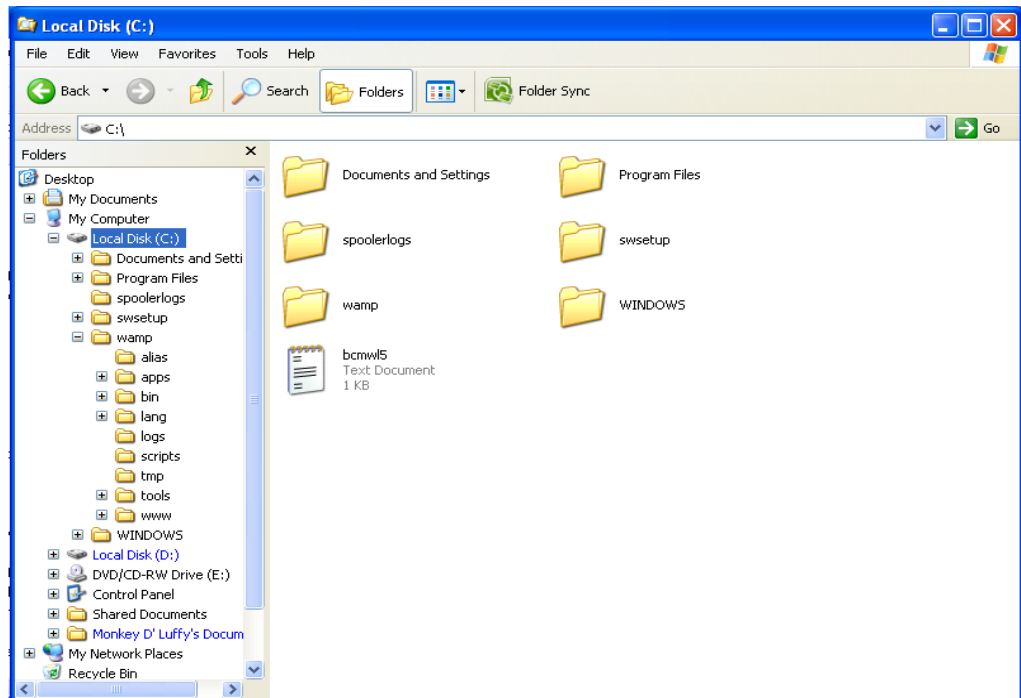 Local Disk (C:)
File Edit View Favorites Tools Help
Back Search Folders Folder Sync
Address C:\ Go
Folders
Desktop
My Documents
My Computer
Local Disk (C:)
Documents and Setti
Program Files
spoolerlogs
swsetup
wamp
alias
apps
bin
lang
logs
scripts
tmp
tools
www
WINDOWS
Local Disk (D:)
DVD/CD-RW Drive (E:)
Control Panel
Shared Documents
Monkey D' Luffy's Docum
My Network Places
Recycle Bin
Documents and Settings
Program Files
spoolerlogs
swsetup
wamp
WINDOWS
bcmwl5
Text Document
1 KB